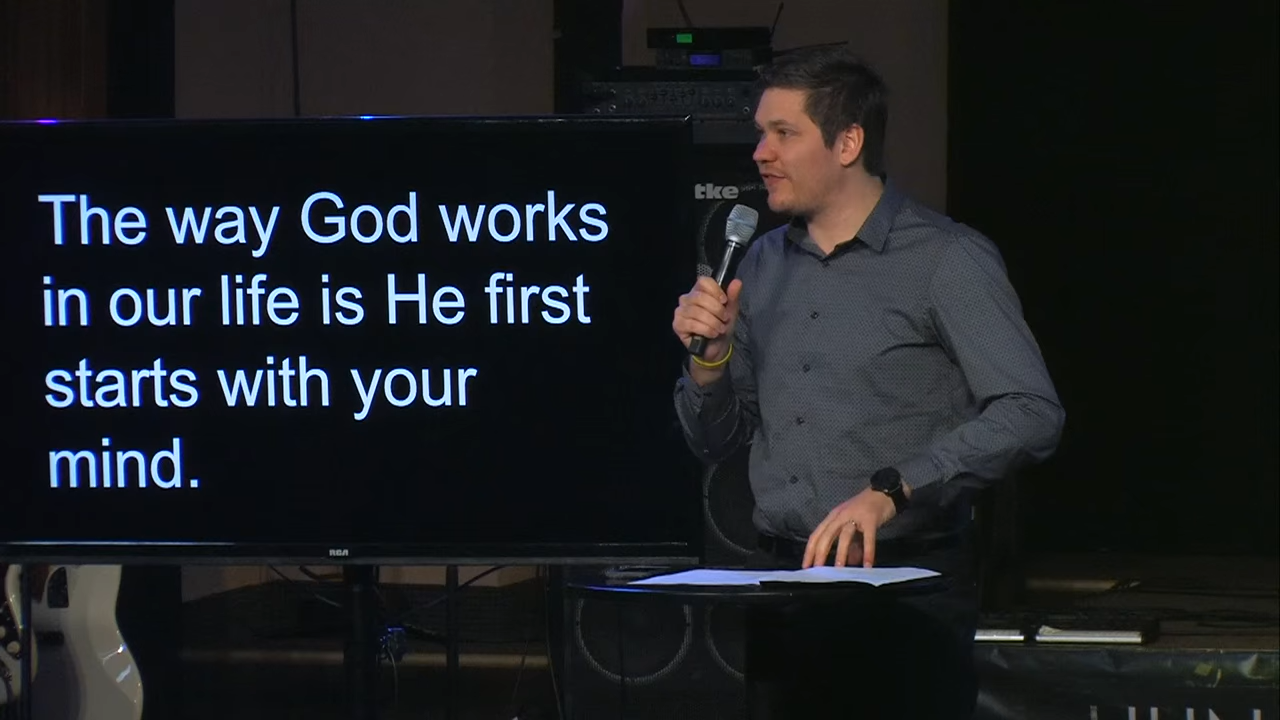 The way God works
in our life is He first
starts with your
mind.
tke
RCA